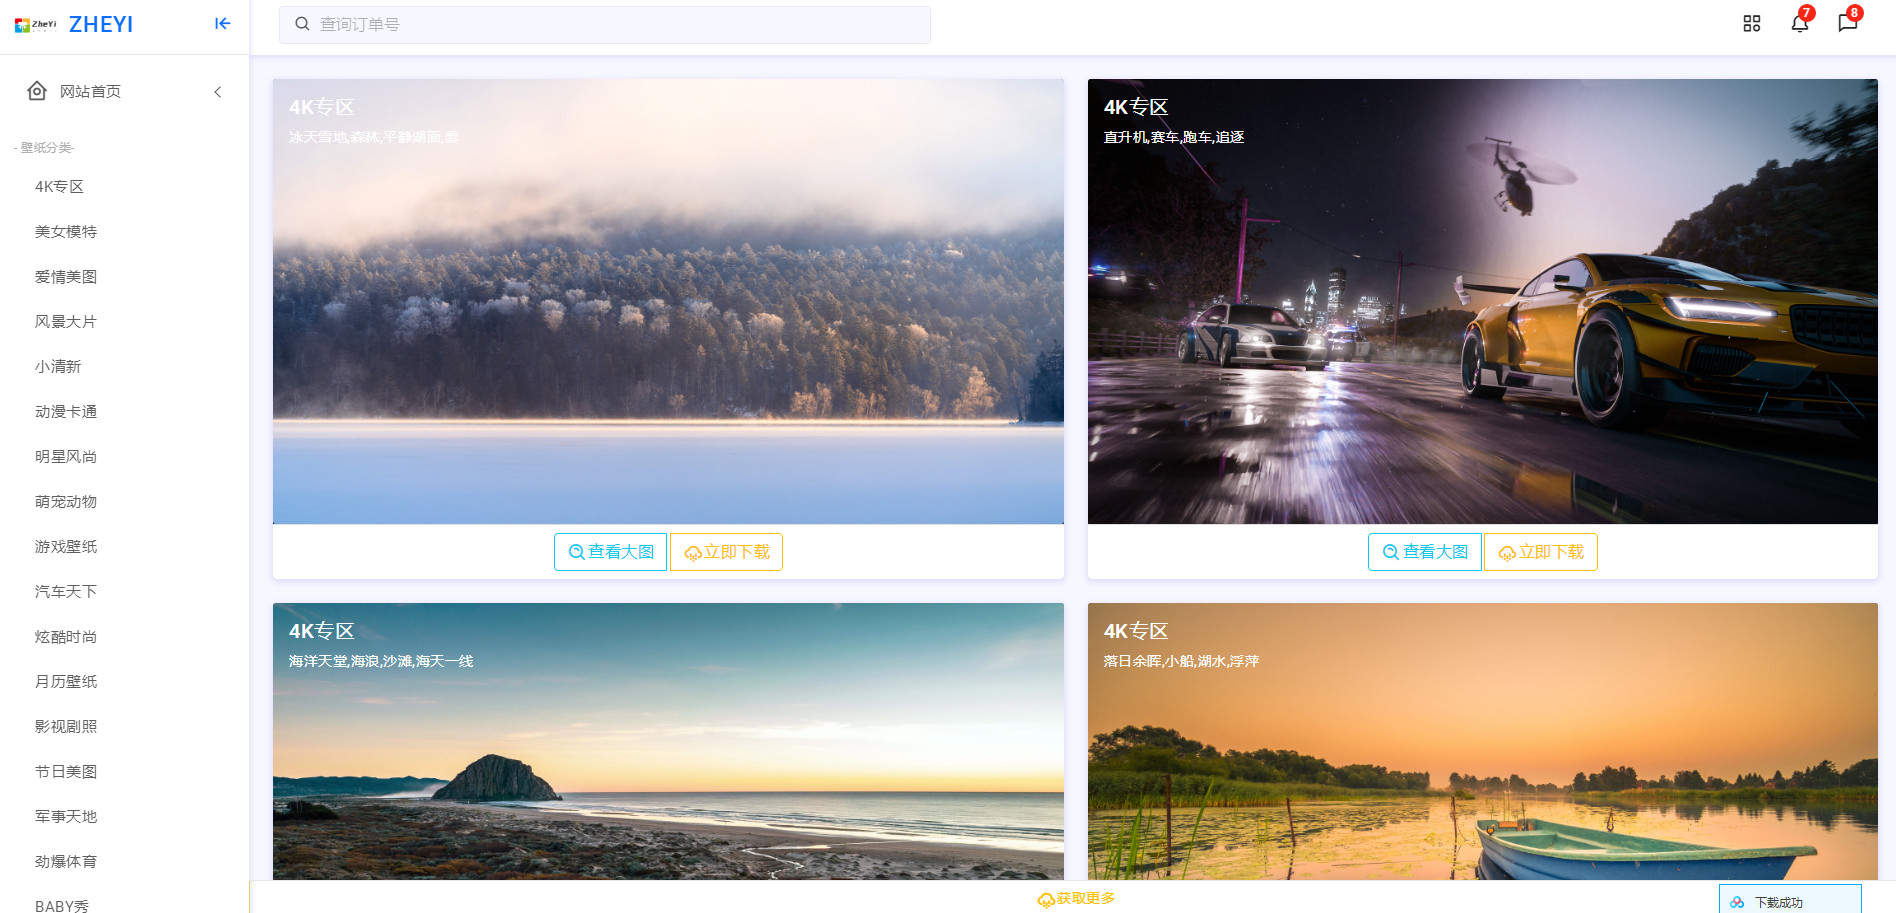 ZheYi ZHEYI
查询订单号
7
8
网站首页
- 壁纸分类-
4K专区
美女模特
爱情美图
风景大片
小清新
动漫卡通
明星风尚
萌宠动物
游戏壁纸
汽车天下
炫酷时尚
月历壁纸
影视剧照
节日美图
军事天地
劲爆体育
BABY秀
4K专区
冰天雪地,森林,平静湖面,雾
查看大图 立即下载
4K专区
直升机,赛车,跑车,追逐
查看大图 立即下载
4K专区
海洋天堂,海浪,沙滩,海天一线
4K专区
落日余晖,小船,湖水,浮萍
获取更多
下载成功